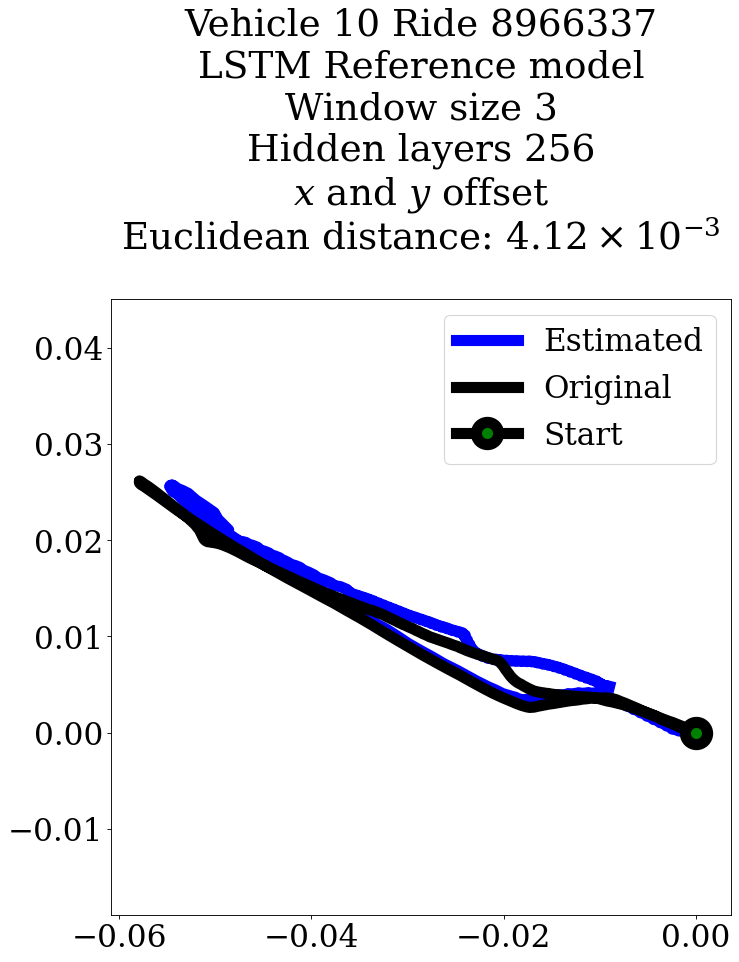 Vehicle 10 Ride 8966337
LSTM Reference model
Window size 3
Hidden layers 256
x and y offset
Euclidean distance: 4.12 × 10⁻³
Estimated
Original
Start
0.04
0.03
0.02
0.01
0.00
−0.01
−0.06 −0.04 −0.02 0.00